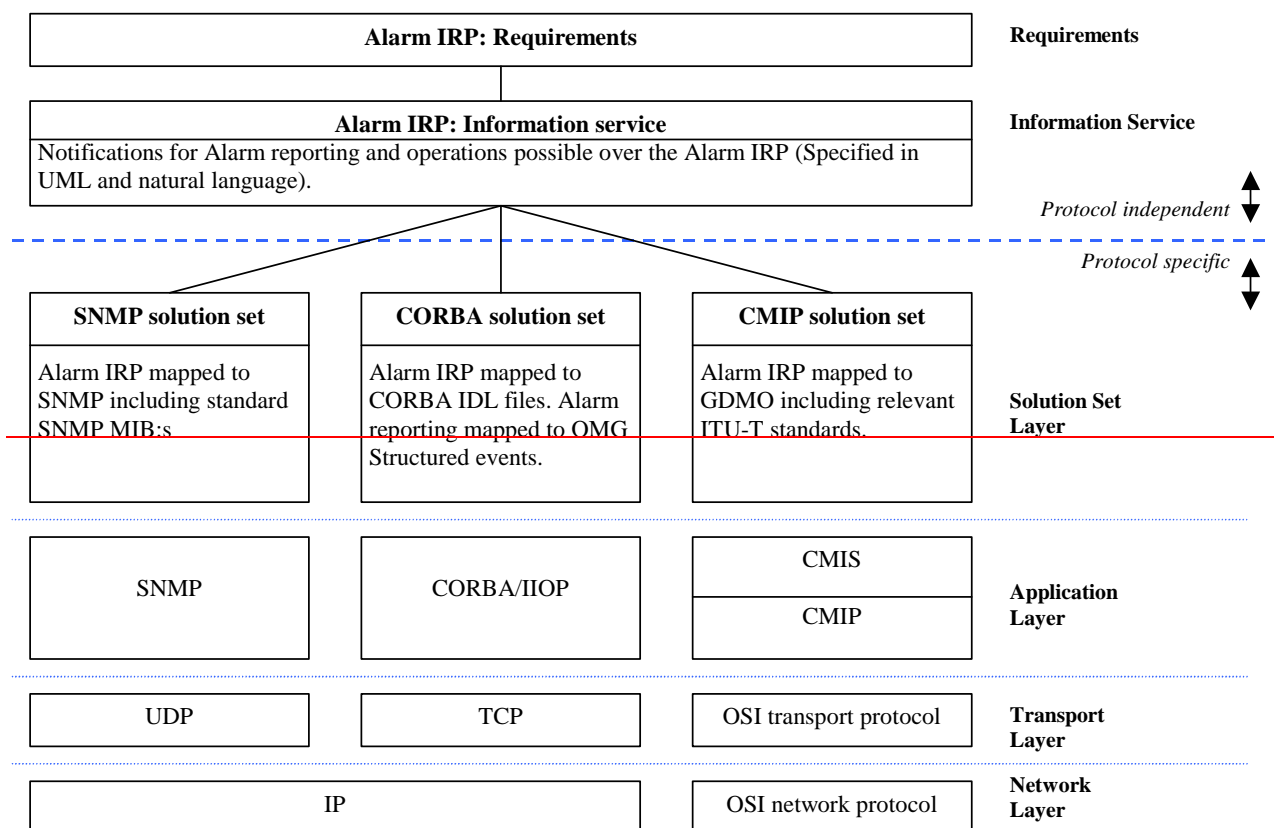 Alarm IRP: Requirements
Requirements
Alarm IRP: Information service
Information Service
Notifications for Alarm reporting and operations possible over the Alarm IRP (Specified in
UML and natural language).
Protocol independent
Protocol specific
SNMP solution set
CORBA solution set
CMIP solution set
Alarm IRP mapped to
SNMP including standard
SNMP MIB:s
Alarm IRP mapped to
CORBA IDL files. Alarm
reporting mapped to OMG
Structured events.
Alarm IRP mapped to
GDMO including relevant
ITU-T standards.
Solution Set
Layer
SNMP
CORBA/IIOP
CMIS
CMIP
Application
Layer
UDP
TCP
OSI transport protocol
Transport
Layer
IP
OSI network protocol
Network
Layer